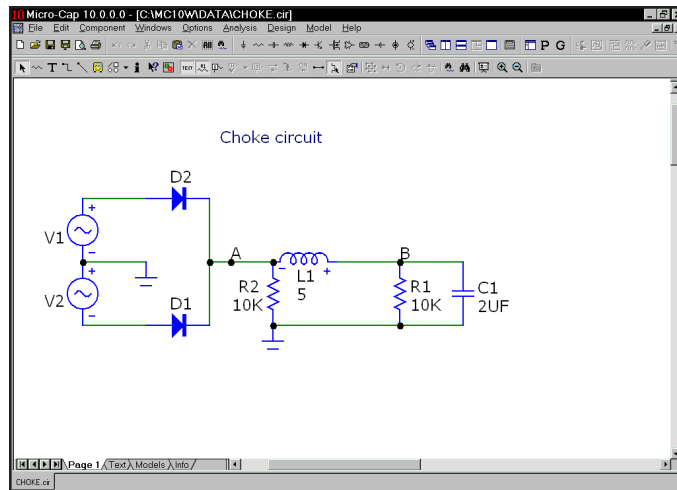 10 Micro-Cap 10.0.0.0 - [C:\MC10W\DATA\CHOKE.cir]
File Edit Component Windows Options Analysis Design Model Help
P G
T TEXT
Choke circuit
D2
+
V1
-
A
B
+
- L1 +
R2
5
R1
C1
V2
D1
10K
10K
2UF
-
Page 1 Text Models Info
CHOKE.cir